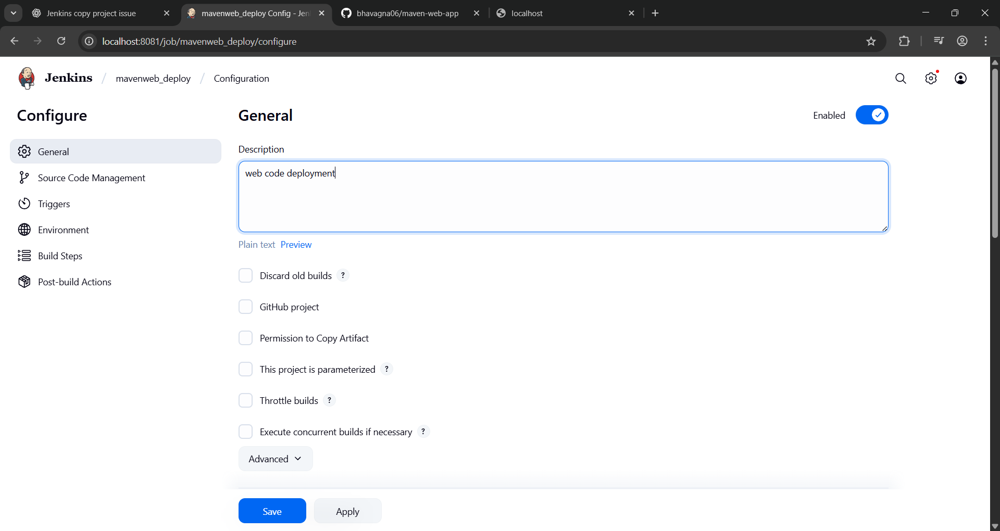 Jenkins copy project issue
mavenweb_deploy Config - Jen
bhavagna06/maven-web-app
localhost
localhost:8081/job/mavenweb_deploy/configure
Jenkins / mavenweb_deploy / Configuration
Configure
General
Source Code Management
Triggers
Environment
Build Steps
Post-build Actions
General
Enabled
Description
web code deployment
Plain text Preview
Discard old builds ?
GitHub project
Permission to Copy Artifact
This project is parameterized ?
Throttle builds ?
Execute concurrent builds if necessary ?
Advanced
Save
Apply